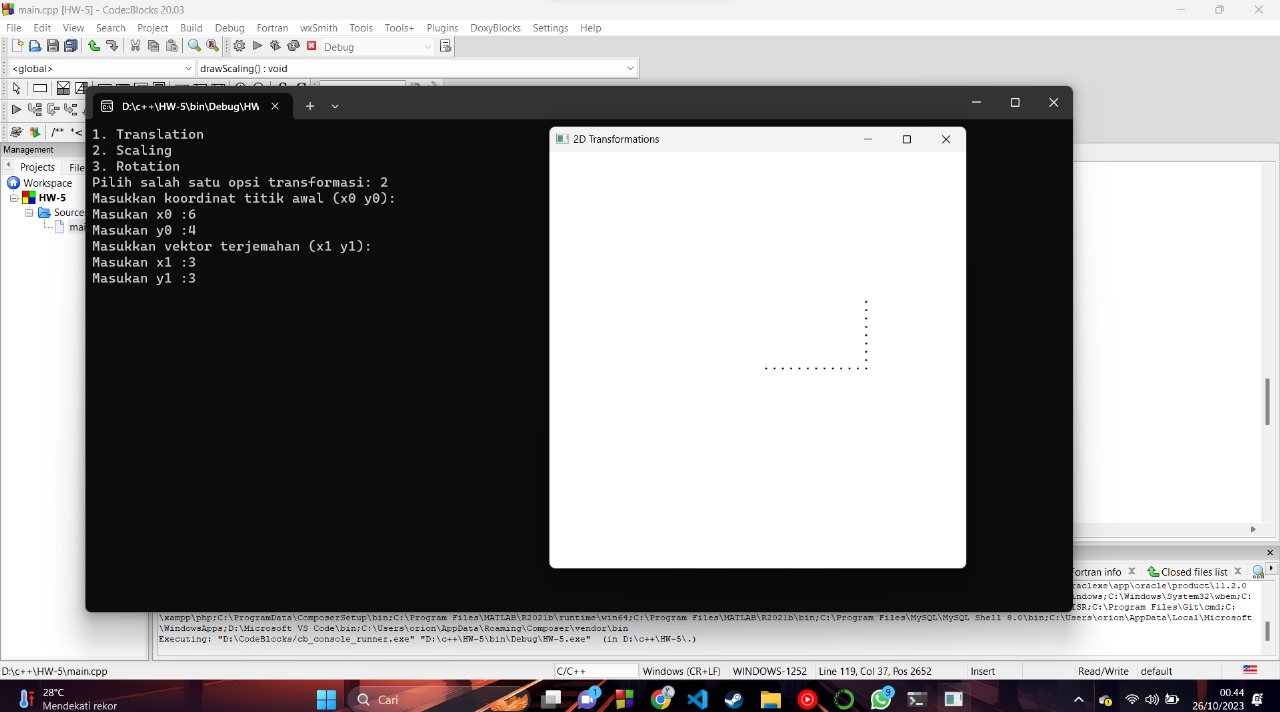 main.cpp [HW-5] - Code::Blocks 20.03
File Edit View Search Project Build Debug Fortran wxSmith Tools Tools+ Plugins DoxyBlocks Settings Help
Debug
<global> drawScaling() : void
/** *<
Management
Projects File
Workspace
HW-5
Source
mai
D:\c++\HW-5\bin\Debug\HW
1. Translation
2. Scaling
3. Rotation
Pilih salah satu opsi transformasi: 2
Masukkan koordinat titik awal (x0 y0):
Masukan x0 :6
Masukan y0 :4
Masukkan vektor terjemahan (x1 y1):
Masukan x1 :3
Masukan y1 :3
2D Transformations
Fortran info Closed files list
raclexe\app\oracle\product\11.2.0
ndows;C:\Windows\System32\wbem;C:
ISR;C:\Program Files\Git\cmd;C:
\xampp\php;C:\ProgramData\ComposerSetup\bin;C:\Program Files\MATLAB\R2021b\runtime\win64;C:\Program Files\MATLAB\R2021b\bin;C:\Program Files\MySQL\MySQL Shell 8.0\bin;C:\Users\orion\AppData\Local\Microsoft
\WindowsApps;D:\Microsoft VS Code\bin;C:\Users\orion\AppData\Roaming\Composer\vendor\bin
Executing: "D:\CodeBlocks/cb_console_runner.exe" "D:\c++\HW-5\bin\Debug\HW-5.exe" (in D:\c++\HW-5\.)
D:\c++\HW-5\main.cpp C/C++ Windows (CR+LF) WINDOWS-1252 Line 119, Col 37, Pos 2652 Insert Read/Write default
28°C
Mendekati rekor
Cari
1
9
00.44
26/10/2023